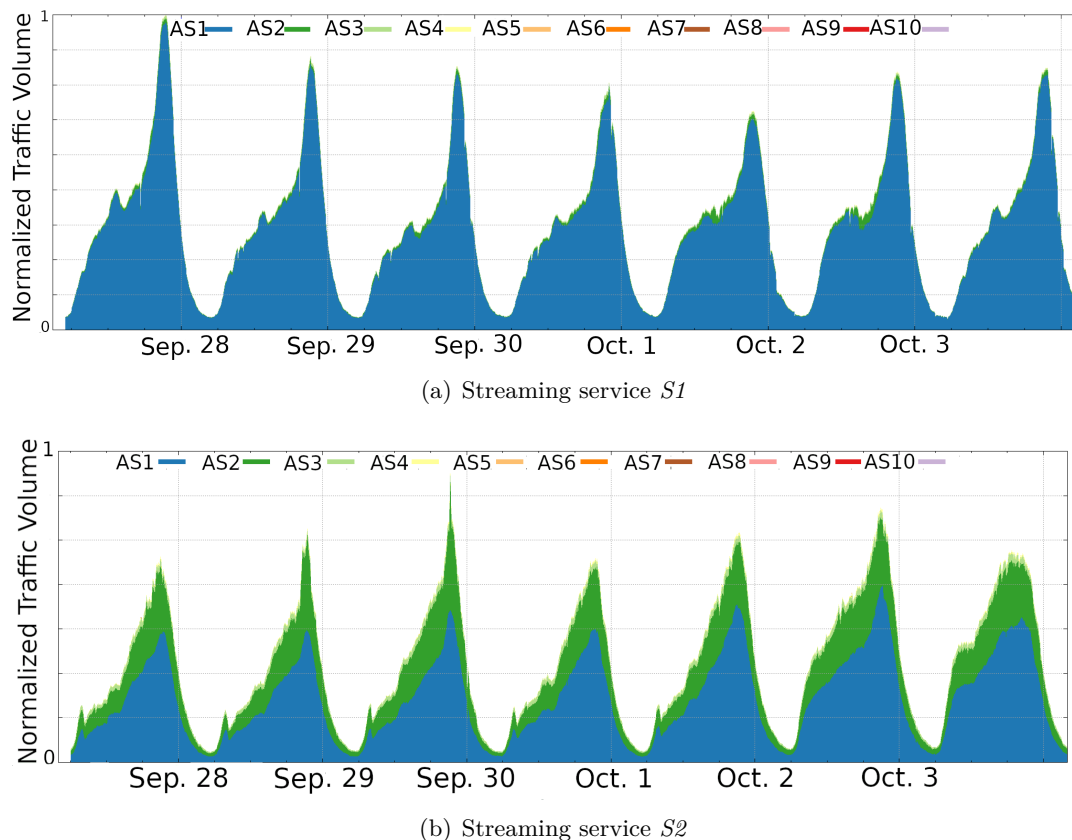 1
AS1 AS2 AS3 AS4 AS5 AS6 AS7 AS8 AS9 AS10
Normalized Traffic Volume
0
Sep. 28 Sep. 29 Sep. 30 Oct. 1 Oct. 2 Oct. 3
(a) Streaming service S1
1
AS1 AS2 AS3 AS4 AS5 AS6 AS7 AS8 AS9 AS10
Normalized Traffic Volume
0
Sep. 28 Sep. 29 Sep. 30 Oct. 1 Oct. 2 Oct. 3
(b) Streaming service S2